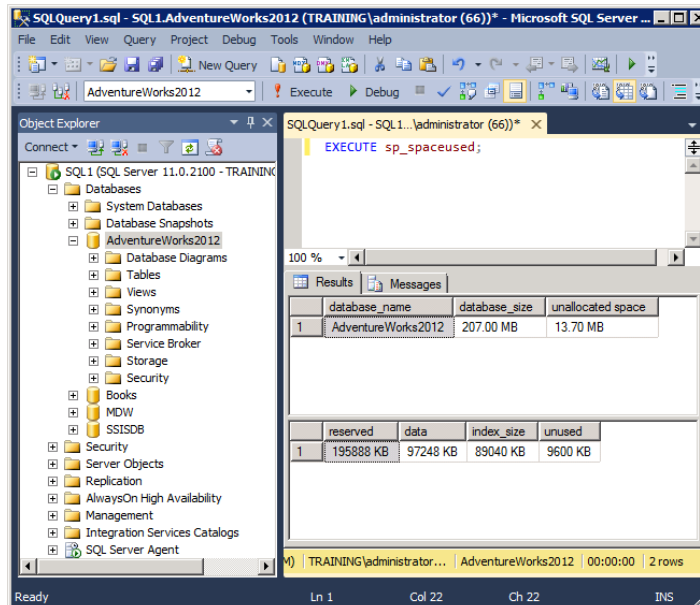 SQLQuery1.sql - SQL1.AdventureWorks2012 (TRAINING\administrator (66))* - Microsoft SQL Server ...
File Edit View Query Project Debug Tools Window Help
New Query
AdventureWorks2012 Execute Debug
Object Explorer
SQLQuery1.sql - SQL1...\administrator (66))*
Connect
EXECUTE sp_spaceused;
SQL1 (SQL Server 11.0.2100 - TRAINING
Databases
System Databases
Database Snapshots
AdventureWorks2012
Database Diagrams
Tables
Views
Synonyms
Programmability
Service Broker
Storage
Security
Books
MDW
SSISDB
Security
Server Objects
Replication
AlwaysOn High Availability
Management
Integration Services Catalogs
SQL Server Agent
100 %
Results Messages
database_name database_size unallocated space
1 AdventureWorks2012 207.00 MB 13.70 MB
reserved data index_size unused
1 195888 KB 97248 KB 89040 KB 9600 KB
M) TRAINING\administrator... AdventureWorks2012 00:00:00 2 rows
Ready Ln 1 Col 22 Ch 22 INS